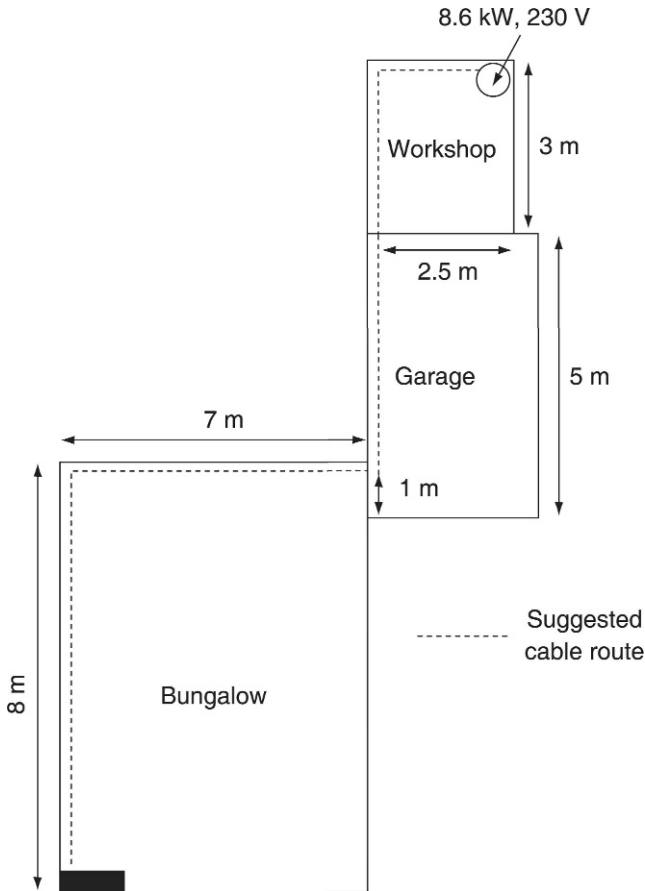 8.6 kW, 230 V
Workshop
3 m
2.5 m
Garage
5 m
7 m
1 m
Suggested
cable route
Bungalow
8 m